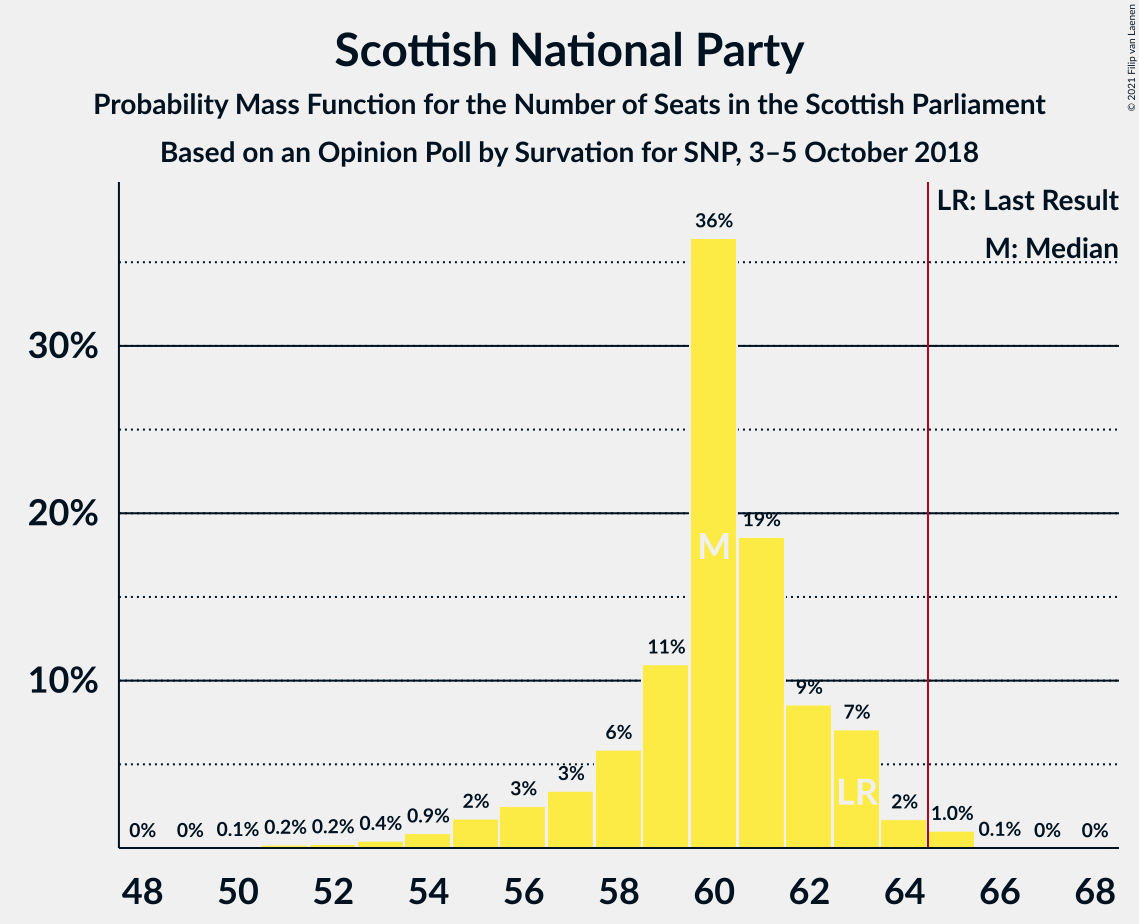 Scottish National Party
Probability Mass Function for the Number of Seats in the Scottish Parliament
Based on an Opinion Poll by Survation for SNP, 3–5 October 2018
© 2021 Filip van Laenen
LR: Last Result
M: Median
30%
20%
10%
0% 0% 0.1% 0.2% 0.2% 0.4% 0.9% 2% 3% 3% 6% 11% 36% 19% 9% 7% 2% 1.0% 0.1% 0% 0%
M
LR
48 50 52 54 56 58 60 62 64 66 68